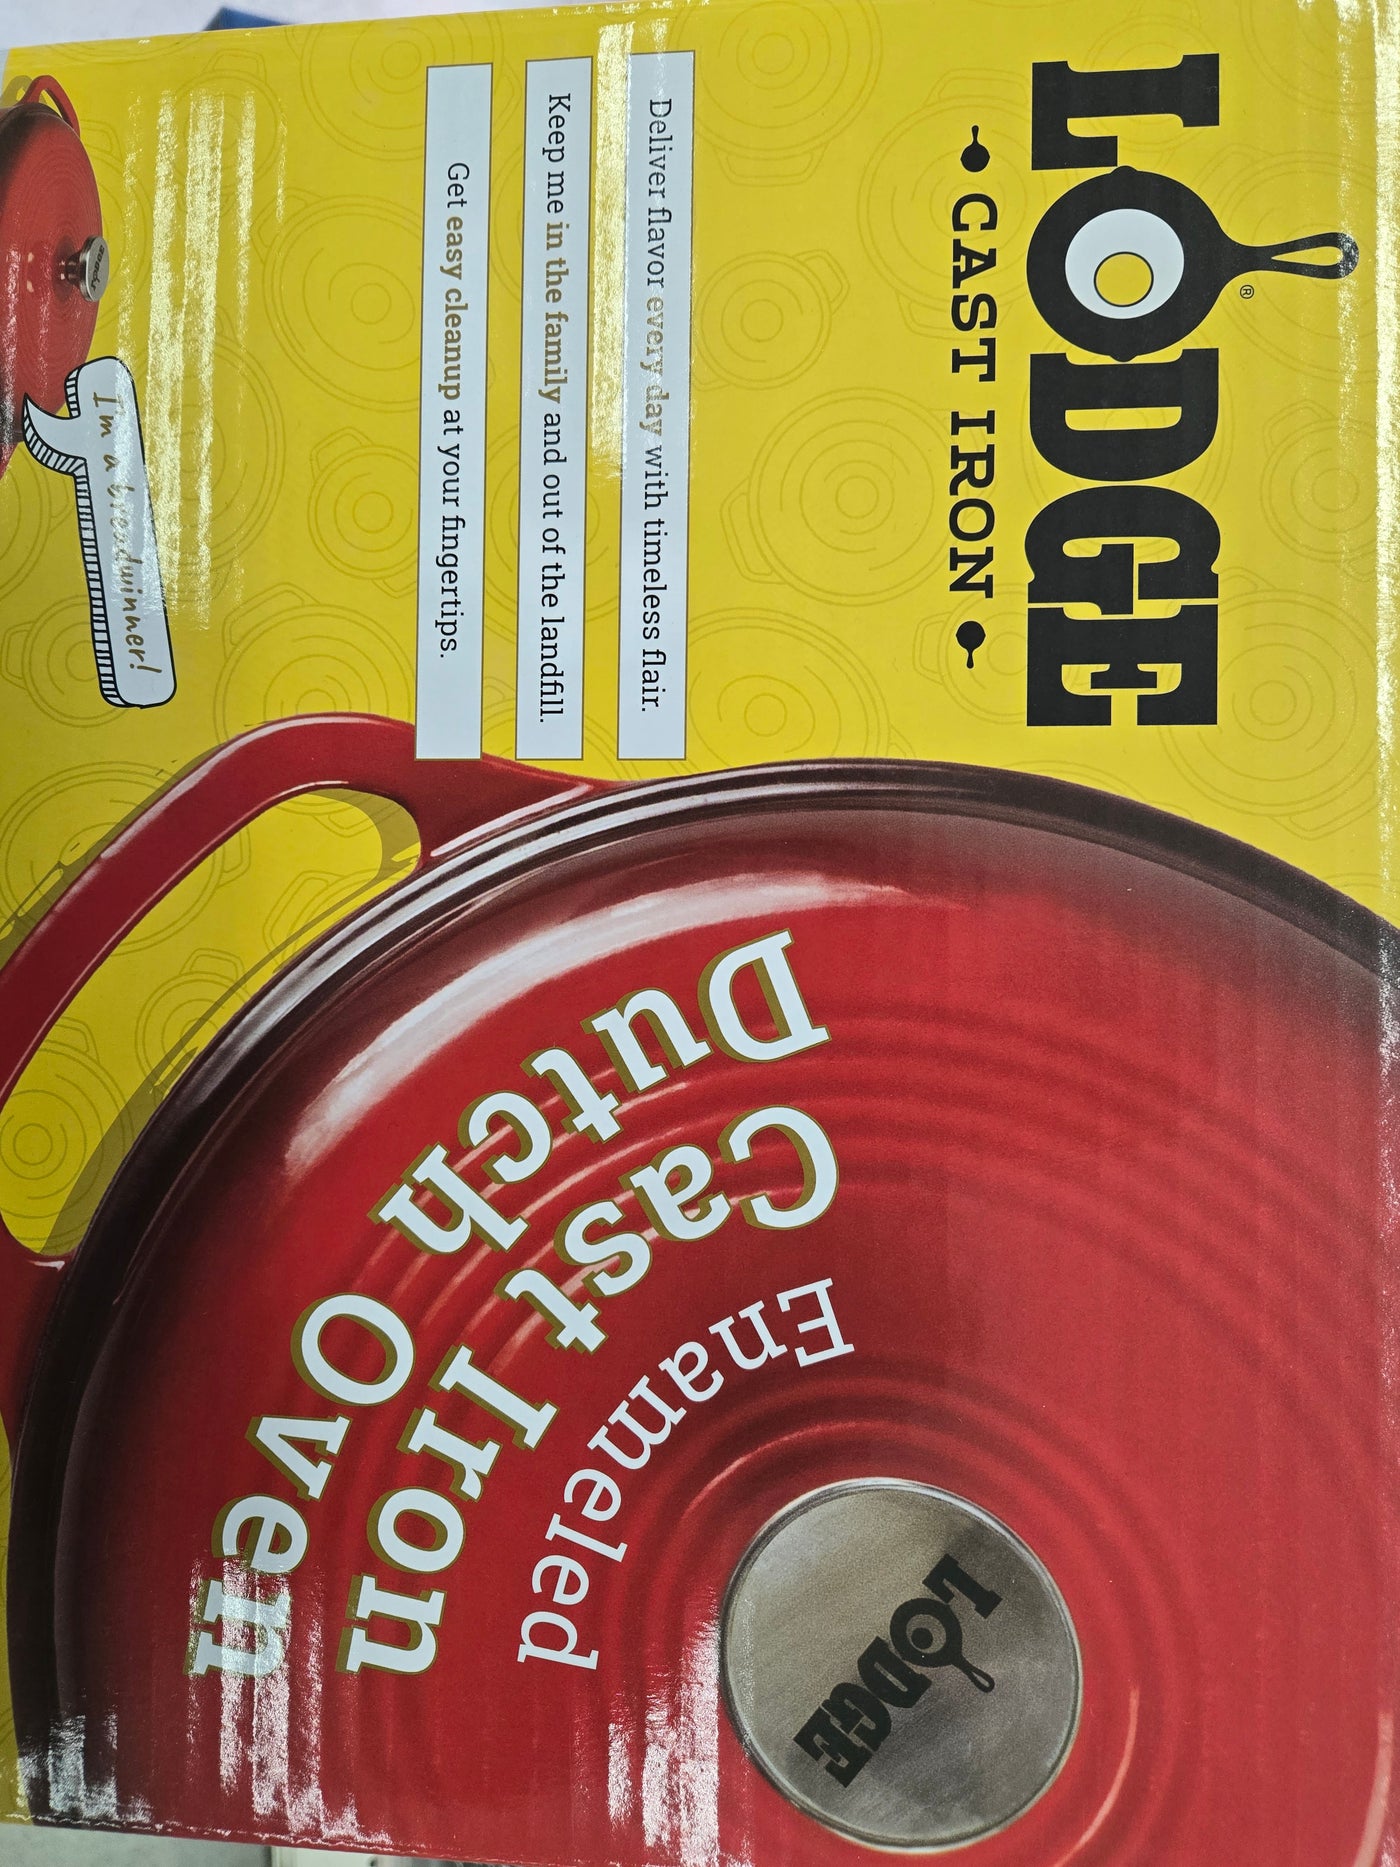 LODGE®
CAST IRON
Deliver flavor every day with timeless flair.
Keep me in the family and out of the landfill.
Get easy cleanup at your fingertips.
I'm a breadwinner!
LODGE
Enameled
Cast Iron
Dutch Oven